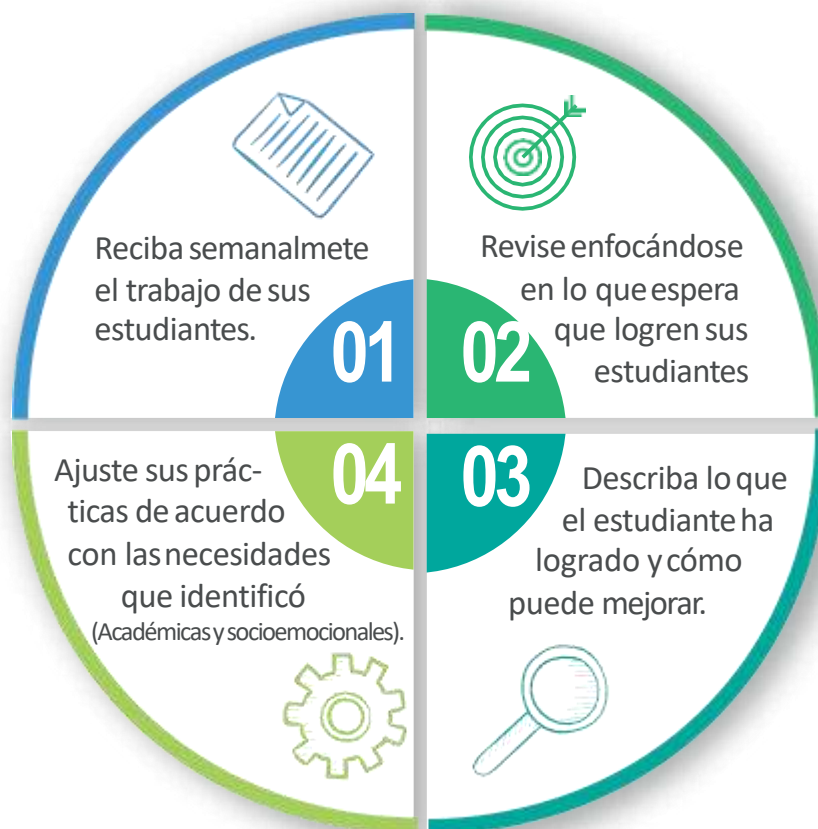 Reciba semanalmete
el trabajo de sus
estudiantes.
01
Revise enfocándose
en lo que espera
que logren sus
estudiantes
02
03
Describa lo que
el estudiante ha
logrado y cómo
puede mejorar.
04
Ajuste sus prác-
ticas de acuerdo
con las necesidades
que identificó
(Académicas y socioemocionales).